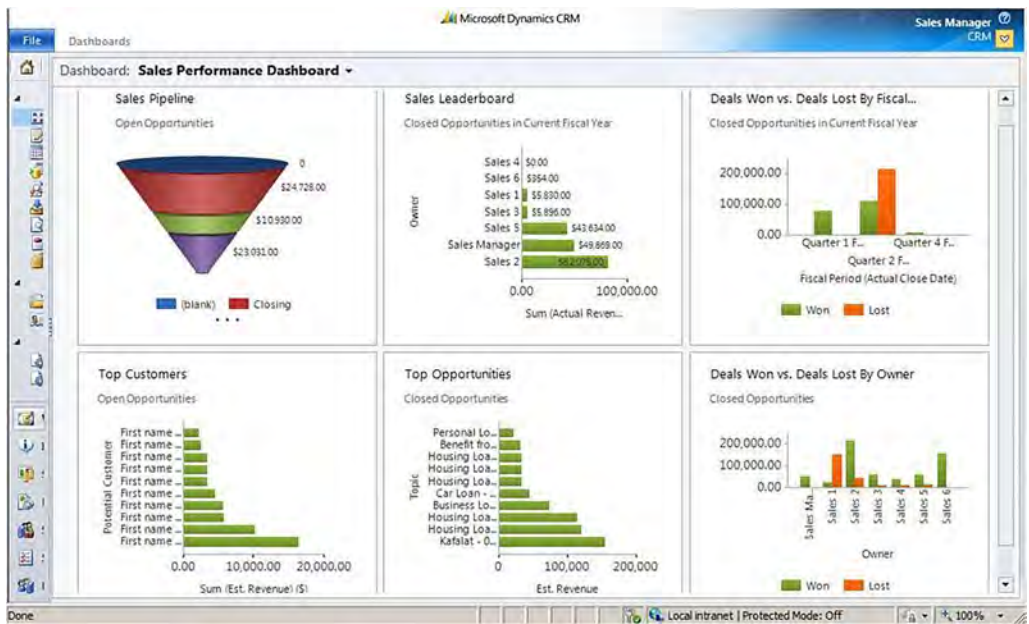 Microsoft Dynamics CRM
Sales Manager
CRM
File
Dashboards
Dashboard: Sales Performance Dashboard
Sales Pipeline
Open Opportunities
0
$24,728.00
$10,930.00
$23,031.00
(blank) Closing
Sales Leaderboard
Closed Opportunities in Current Fiscal Year
Owner
Sales 4 $0.00
Sales 6 $354.00
Sales 1 $5,830.00
Sales 3 $5,896.00
Sales 5 $43,634.00
Sales Manager $49,869.00
Sales 2
0.00 100,000.00
Sum (Actual Reven...
Deals Won vs. Deals Lost By Fiscal...
Closed Opportunities in Current Fiscal Year
200,000.00
100,000.00
0.00
Quarter 1 F... Quarter 4 F...
Quarter 2 F...
Fiscal Period (Actual Close Date)
Won Lost
Top Customers
Open Opportunities
Potential Customer
First name ...
First name ...
First name ...
First name ...
First name ...
First name ...
First name ...
First name ...
First name ...
First name ...
0.00 10,000.00 20,000.00
Sum (Est. Revenue) ($)
Top Opportunities
Closed Opportunities
Topic
Personal Lo...
Benefit fro...
Housing Loa...
Housing Loa...
Housing Loa...
Car Loan - ...
Business Lo...
Housing Loa...
Housing Loa...
Kafalat - 0...
0 100,000 200,000
Est. Revenue
Deals Won vs. Deals Lost By Owner
Closed Opportunities
200,000.00
100,000.00
0.00
Sales Ma...
Sales 1
Sales 2
Sales 3
Sales 4
Sales 5
Sales 6
Owner
Won Lost
Done
Local intranet | Protected Mode: Off
100%